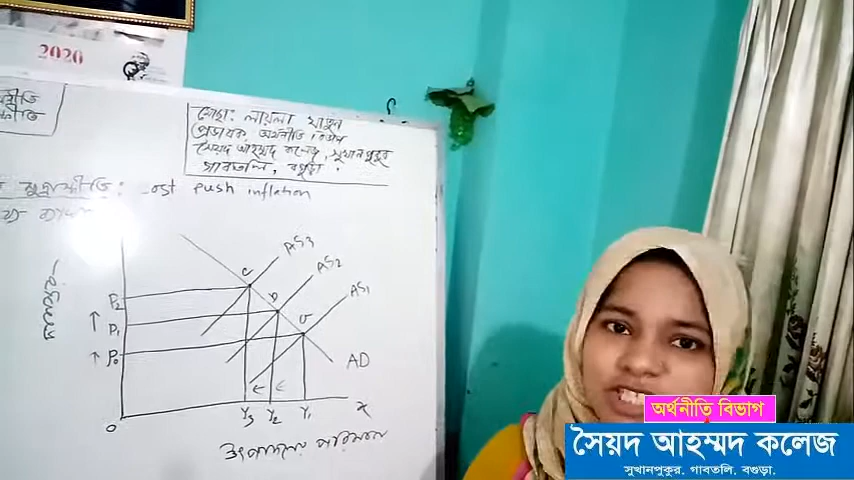 2020
মোছা: লায়লা খাতুন
প্রভাষক, অর্থনীতি বিভাগ
সৈয়দ আহম্মদ কলেজ, সুখানপুকুর
গাবতলি, বগুড়া।
মুদ্রাস্ফীতি: Cost push inflation
AS3
AS2
AS1
C
P2
P1
P0
AD
Y3 Y2 Y1 X
O
উৎপাদনের পরিমান
অর্থনীতি বিভাগ
সৈয়দ আহম্মদ কলেজ
সুখানপুকুর, গাবতলি, বগুড়া.